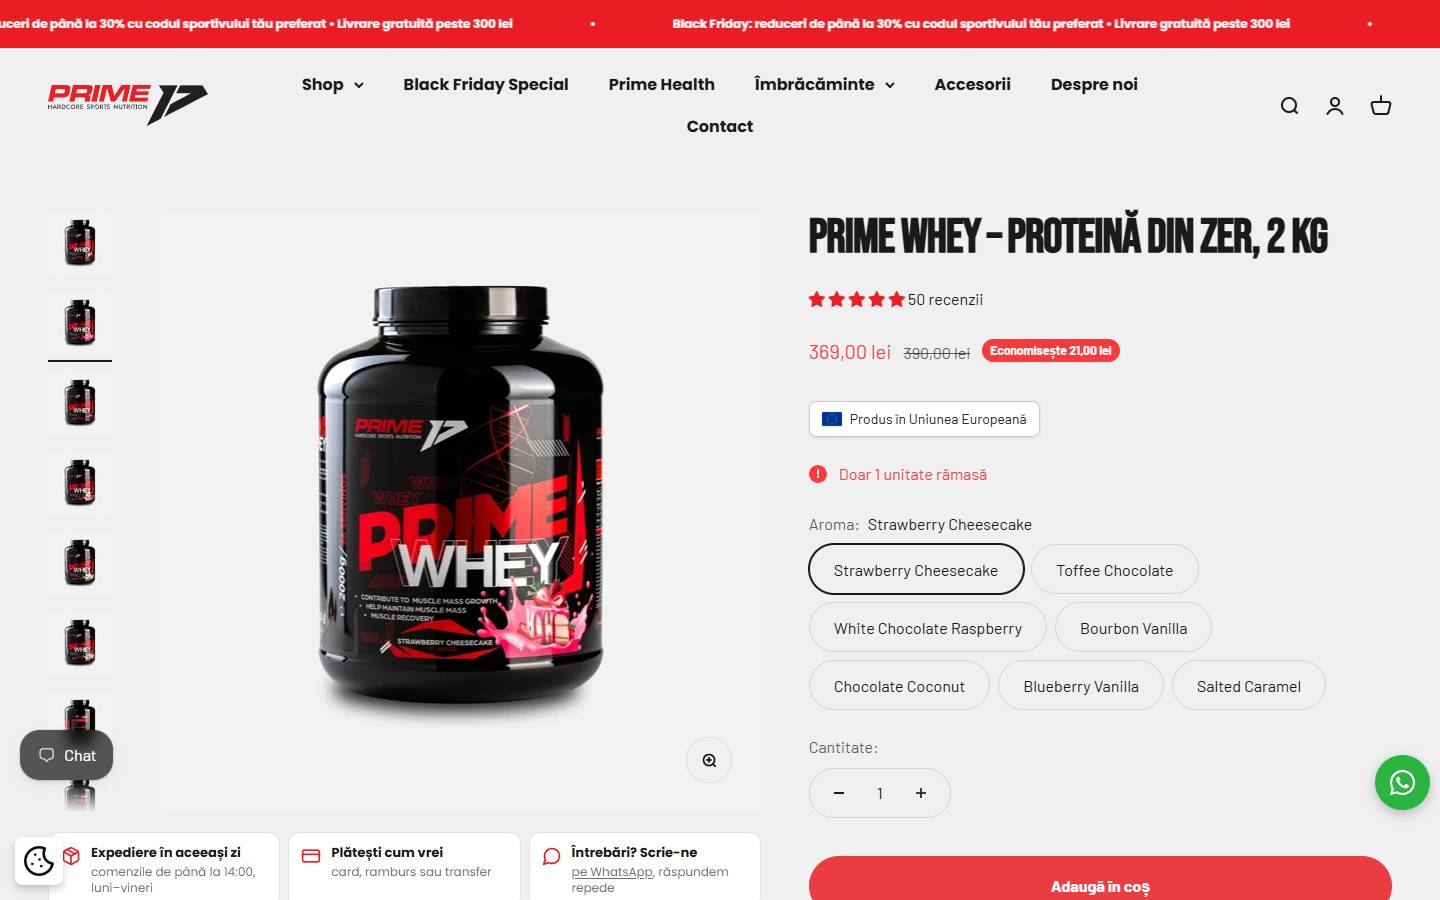 uceri de până la 30% cu codul sportivului tău preferat • Livrare gratuită peste 300 lei • Black Friday: reduceri de până la 30% cu codul sportivului tău preferat • Livrare gratuită peste 300 lei •
PRIME
HARDCORE SPORTS NUTRITION
Shop Black Friday Special Prime Health Îmbrăcăminte Accesorii Despre noi
Contact
PRIME WHEY – PROTEINĂ DIN ZER, 2 KG
50 recenzii
369,00 lei 390,00 lei Economisește 21,00 lei
Produs în Uniunea Europeană
Doar 1 unitate rămasă
Aroma: Strawberry Cheesecake
Strawberry Cheesecake Toffee Chocolate
White Chocolate Raspberry Bourbon Vanilla
Chocolate Coconut Blueberry Vanilla Salted Caramel
Cantitate:
1
Adaugă în coș
PRIME
HARDCORE SPORTS NUTRITION
WHEY
WHEY
PRIME
WHEY
2000g
• CONTRIBUTE TO MUSCLE MASS GROWTH
• HELP MAINTAIN MUSCLE MASS
• MUSCLE RECOVERY
STRAWBERRY CHEESECAKE
Chat
Expediere în aceeași zi
comenzile de până la 14:00,
luni–vineri
Plătești cum vrei
card, ramburs sau transfer
Întrebări? Scrie-ne
pe WhatsApp, răspundem
repede